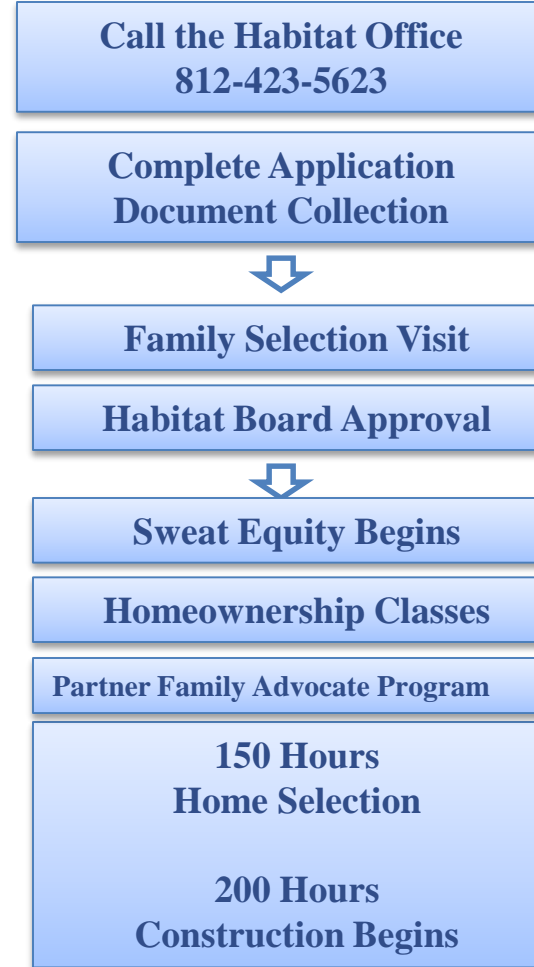 Call the Habitat Office
812-423-5623
Complete Application
Document Collection
Family Selection Visit
Habitat Board Approval
Sweat Equity Begins
Homeownership Classes
Partner Family Advocate Program
150 Hours
Home Selection
200 Hours
Construction Begins